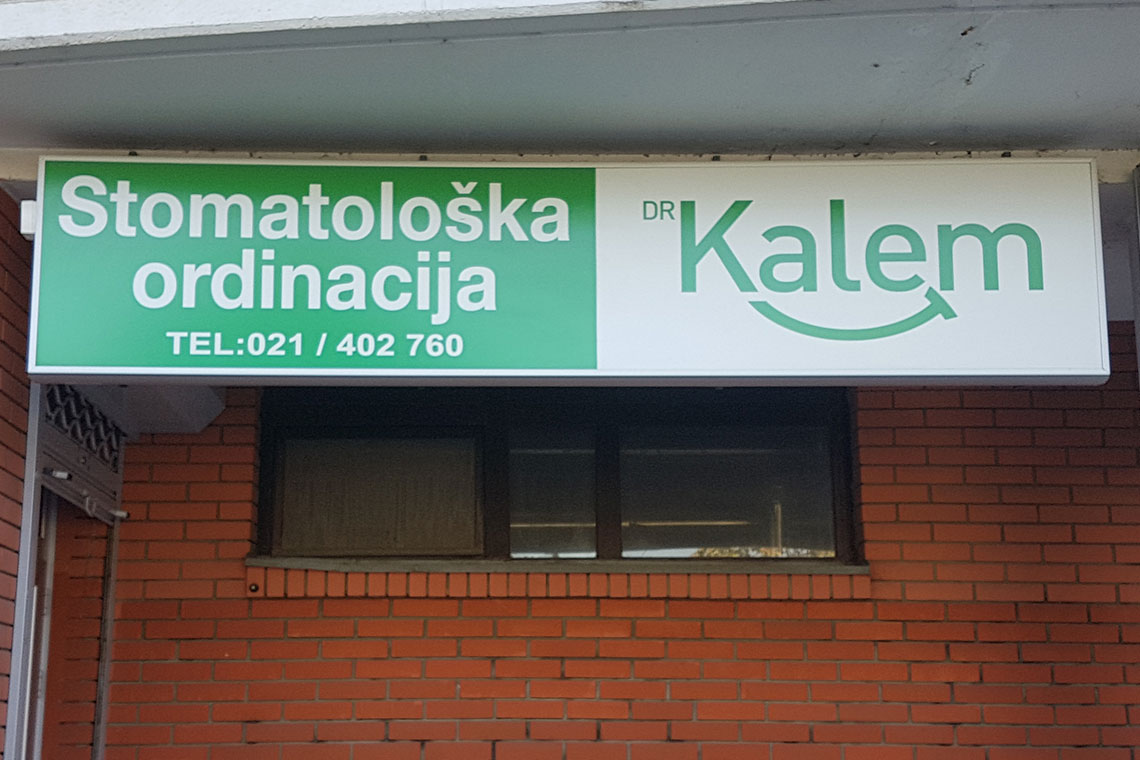 Stomatološka
ordinacija
TEL:021 / 402 760
DR Kalem